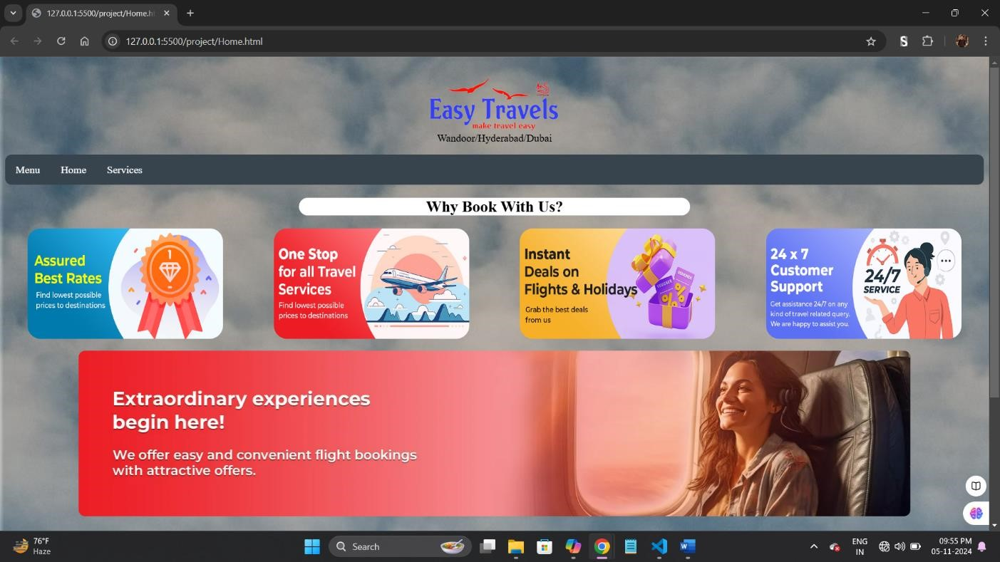 127.0.0.1:5500/project/Home.h
127.0.0.1:5500/project/Home.html
Easy Travels
make travel easy
Wandoor/Hyderabad/Dubai
Menu Home Services
Why Book With Us?
Assured
Best Rates
Find lowest possible
prices to destinations
One Stop
for all Travel
Services
Find lowest possible
prices to destinations
Instant
Deals on
Flights & Holidays
Grab the best deals
from us
VOUCHER
VOUCHER
24 x 7
Customer
Support
Get assistance 24/7 on any
kind of travel related query.
We are happy to assist you.
24/7
SERVICE
Extraordinary experiences
begin here!
We offer easy and convenient flight bookings
with attractive offers.
76°F
Haze
Search
ENG
IN
09:55 PM
05-11-2024